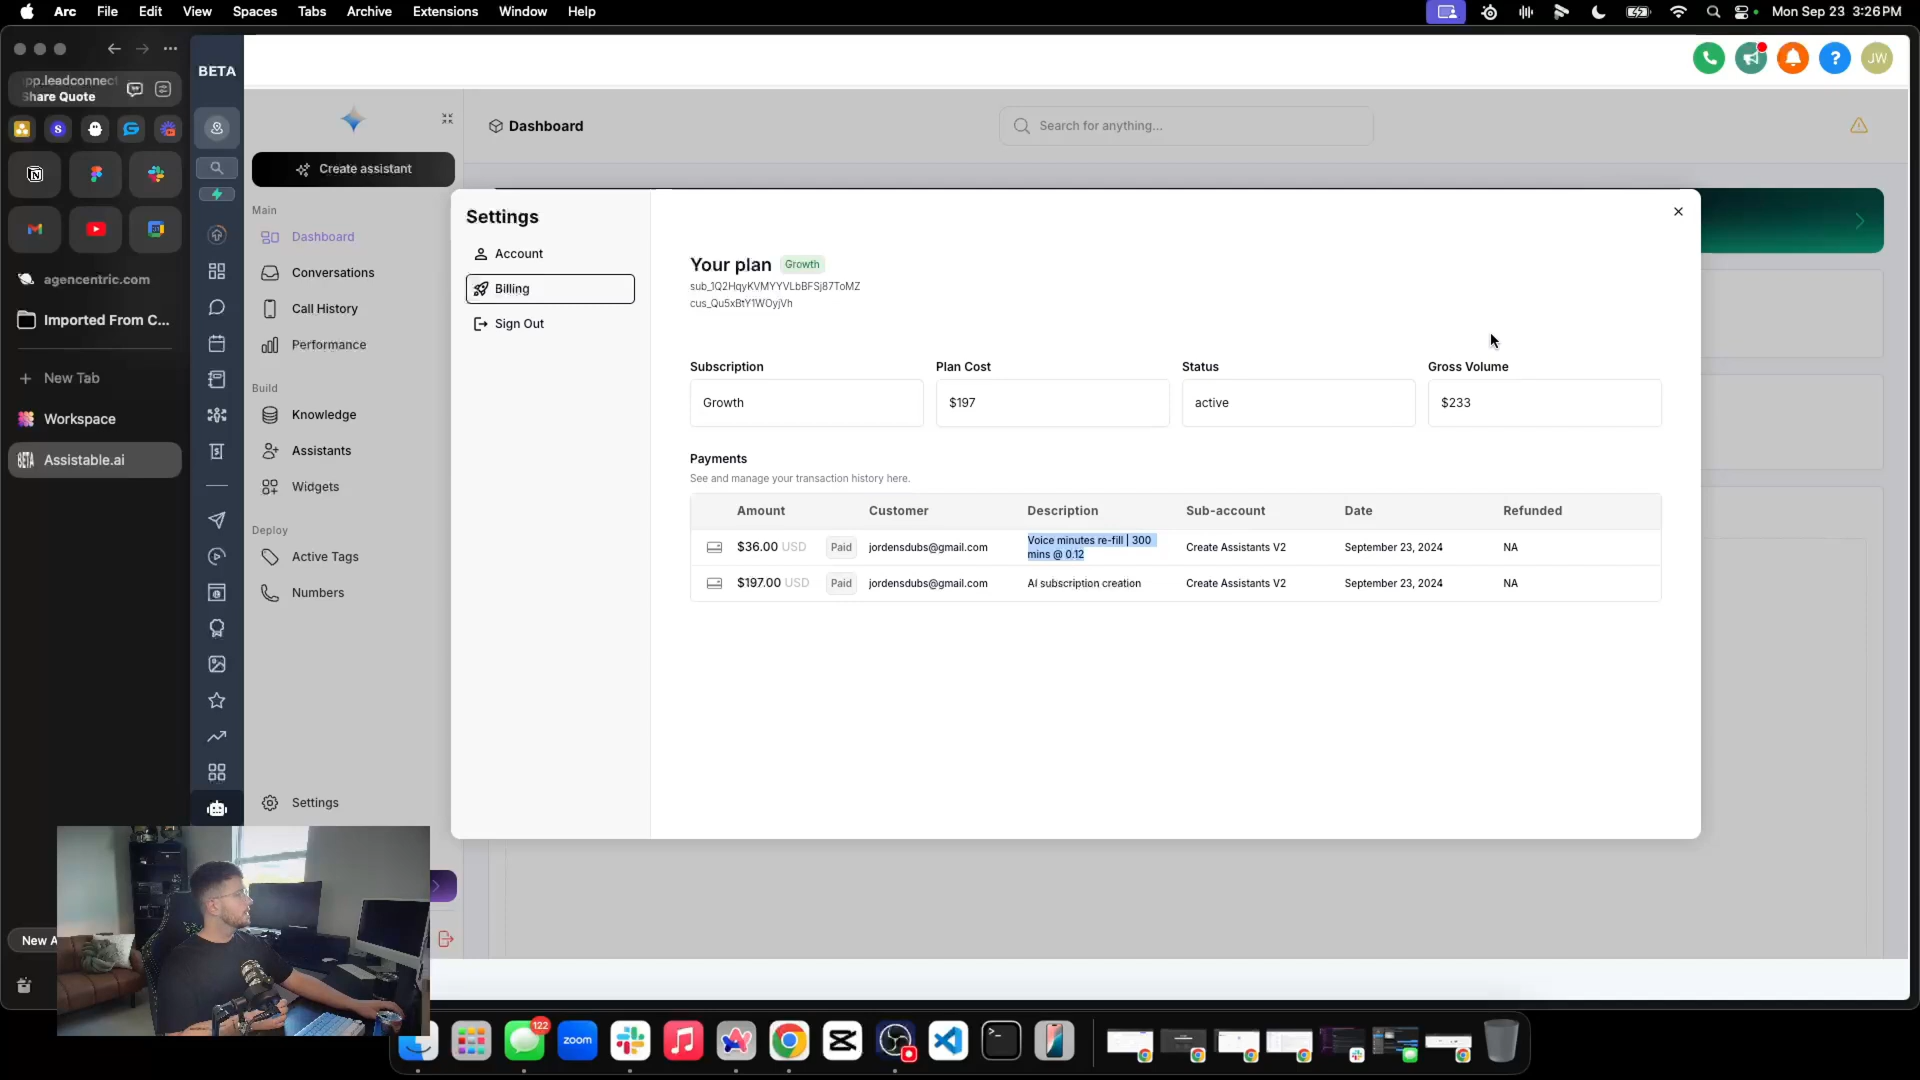 Arc File Edit View Spaces Tabs Archive Extensions Window Help
Mon Sep 23 3:26 PM
pp.leadconnect
Share Quote
agencentric.com
Imported From C...
New Tab
Workspace
BETA Assistable.ai
New A
BETA
JW
Create assistant
Main
Dashboard
Conversations
Call History
Performance
Build
Knowledge
Assistants
Widgets
Deploy
Active Tags
Numbers
Settings
Dashboard
Search for anything...
Settings
Account
Billing
Sign Out
Your plan Growth
sub_1Q2HqyKVMYYVLbBFSj87ToMZ
cus_Qu5xBtY1WOyjVh
Subscription Plan Cost Status Gross Volume
Growth $197 active $233
Payments
See and manage your transaction history here.
Amount Customer Description Sub-account Date Refunded
$36.00 USD Paid jordensdubs@gmail.com Voice minutes re-fill | 300 mins @ 0.12 Create Assistants V2 September 23, 2024 NA
$197.00 USD Paid jordensdubs@gmail.com AI subscription creation Create Assistants V2 September 23, 2024 NA
122
zoom